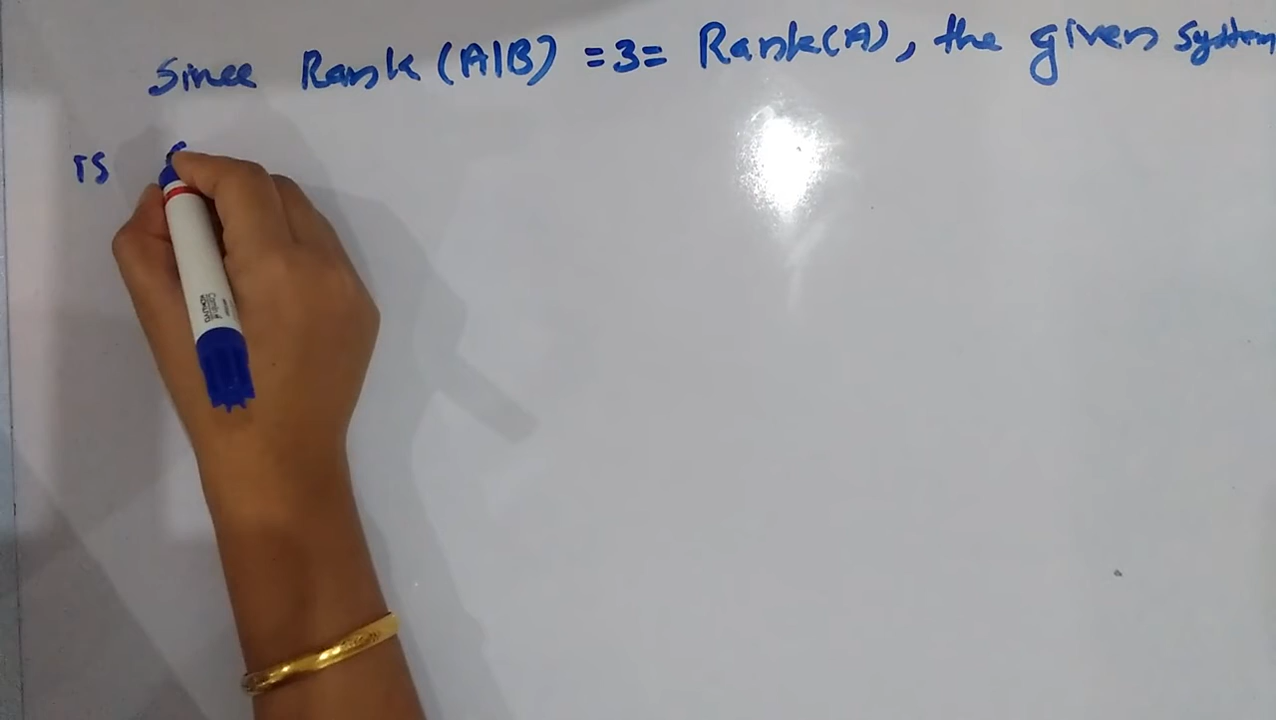 Since Rank (A|B) = 3 = Rank(A), the given system
is